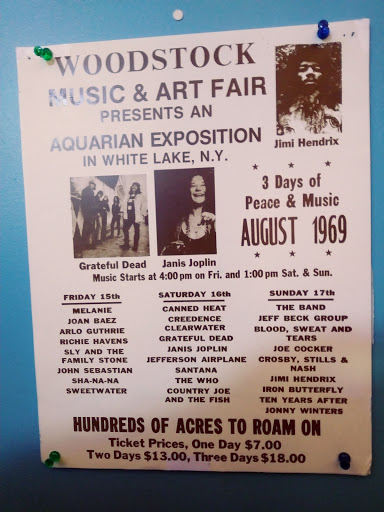 WOODSTOCK
MUSIC & ART FAIR
PRESENTS AN
AQUARIAN EXPOSITION
IN WHITE LAKE, N.Y.
Jimi Hendrix
3 Days of
Peace & Music
AUGUST 1969
Grateful Dead
Janis Joplin
Music Starts at 4:00 pm on Fri. and 1:00 pm Sat. & Sun.
FRIDAY 15th
MELANIE
JOAN BAEZ
ARLO GUTHRIE
RICHIE HAVENS
SLY AND THE
FAMILY STONE
JOHN SEBASTIAN
SHA-NA-NA
SWEETWATER
SATURDAY 16th
CANNED HEAT
CREEDENCE
CLEARWATER
GRATEFUL DEAD
JANIS JOPLIN
JEFFERSON AIRPLANE
SANTANA
THE WHO
COUNTRY JOE
AND THE FISH
SUNDAY 17th
THE BAND
JEFF BECK GROUP
BLOOD, SWEAT AND
TEARS
JOE COCKER
CROSBY, STILLS &
NASH
JIMI HENDRIX
IRON BUTTERFLY
TEN YEARS AFTER
JONNY WINTERS
HUNDREDS OF ACRES TO ROAM ON
Ticket Prices, One Day $7.00
Two Days $13.00, Three Days $18.00